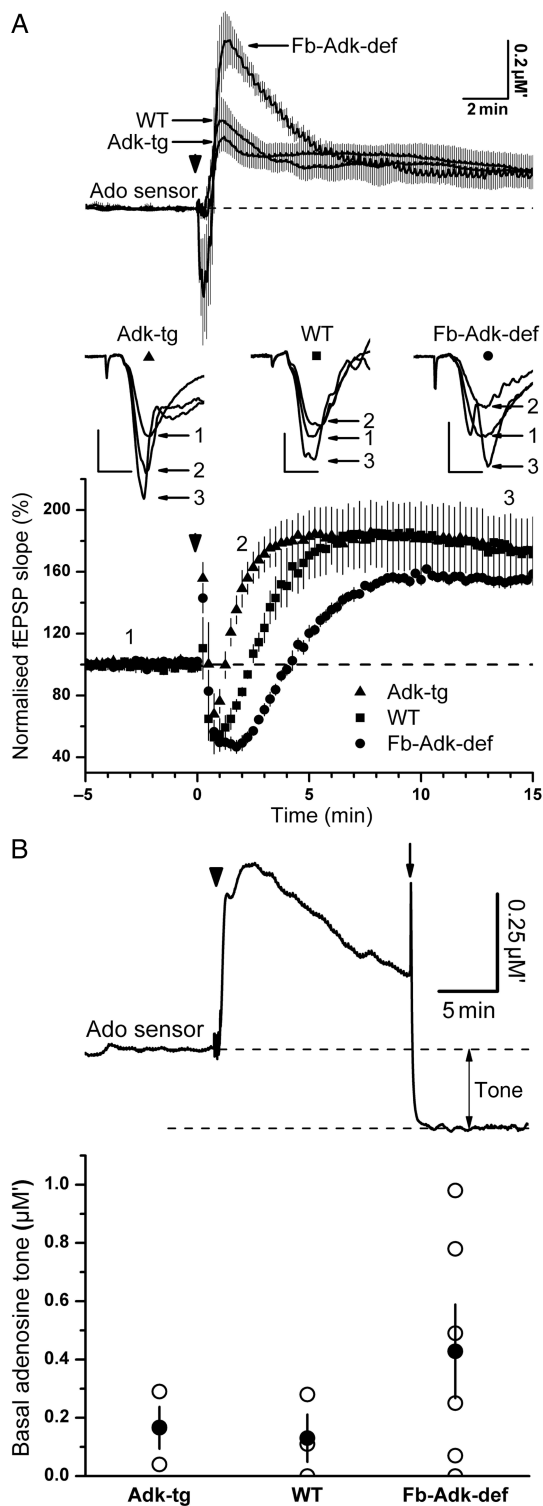 A
Fb-Adk-def
0.2 µM'
2 min
WT
Adk-tg
Ado sensor
Adk-tg
WT
Fb-Adk-def
1
2
3
2
1
3
2
1
3
Normalised fEPSP slope (%)
200
160
120
80
40
1
2
3
Adk-tg
WT
Fb-Adk-def
−5
0
5
10
15
Time (min)
B
0.25 µM'
5 min
Ado sensor
Tone
Basal adenosine tone (µM')
1.0
0.8
0.6
0.4
0.2
0.0
Adk-tg
WT
Fb-Adk-def